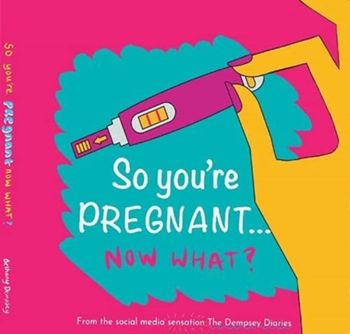 So you're PREGNANT NOW WHAT?
Bethany Dempsey
So you're
PREGNANT...
NOW WHAT?
From the social media sensation The Dempsey Diaries